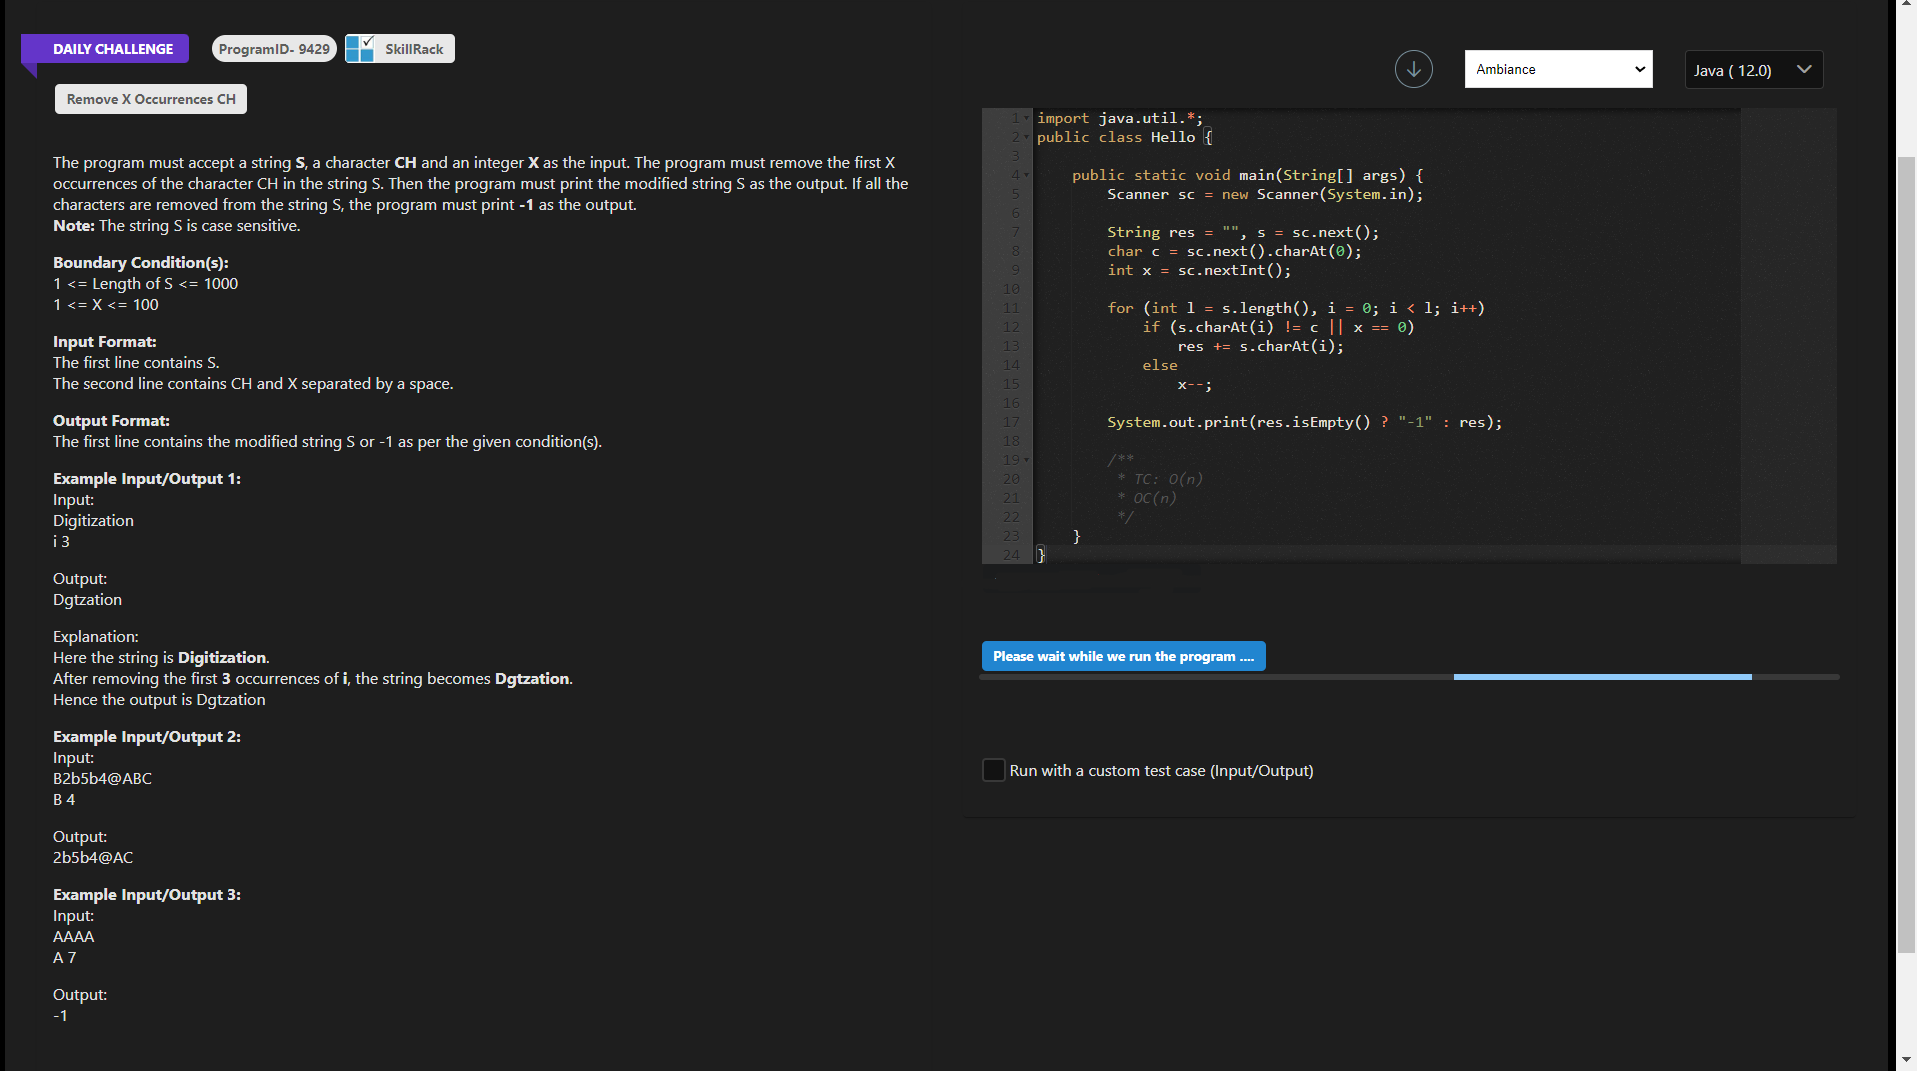 DAILY CHALLENGE
ProgramID- 9429
SkillRack
Remove X Occurrences CH
The program must accept a string S, a character CH and an integer X as the input. The program must remove the first X
occurrences of the character CH in the string S. Then the program must print the modified string S as the output. If all the
characters are removed from the string S, the program must print -1 as the output.
Note: The string S is case sensitive.
Boundary Condition(s):
1 <= Length of S <= 1000
1 <= X <= 100
Input Format:
The first line contains S.
The second line contains CH and X separated by a space.
Output Format:
The first line contains the modified string S or -1 as per the given condition(s).
Example Input/Output 1:
Input:
Digitization
i 3
Output:
Dgtzation
Explanation:
Here the string is Digitization.
After removing the first 3 occurrences of i, the string becomes Dgtzation.
Hence the output is Dgtzation
Example Input/Output 2:
Input:
B2b5b4@ABC
B 4
Output:
2b5b4@AC
Example Input/Output 3:
Input:
AAAA
A 7
Output:
-1
Ambiance
Java ( 12.0)
1 import java.util.*;
2 public class Hello {
3
4     public static void main(String[] args) {
5         Scanner sc = new Scanner(System.in);
6
7         String res = "", s = sc.next();
8         char c = sc.next().charAt(0);
9         int x = sc.nextInt();
10
11         for (int l = s.length(), i = 0; i < l; i++)
12             if (s.charAt(i) != c || x == 0)
13                 res += s.charAt(i);
14             else
15                 x--;
16
17         System.out.print(res.isEmpty() ? "-1" : res);
18
19         /**
20          * TC: O(n)
21          * OC(n)
22          */
23     }
24 }
Please wait while we run the program ....
Run with a custom test case (Input/Output)